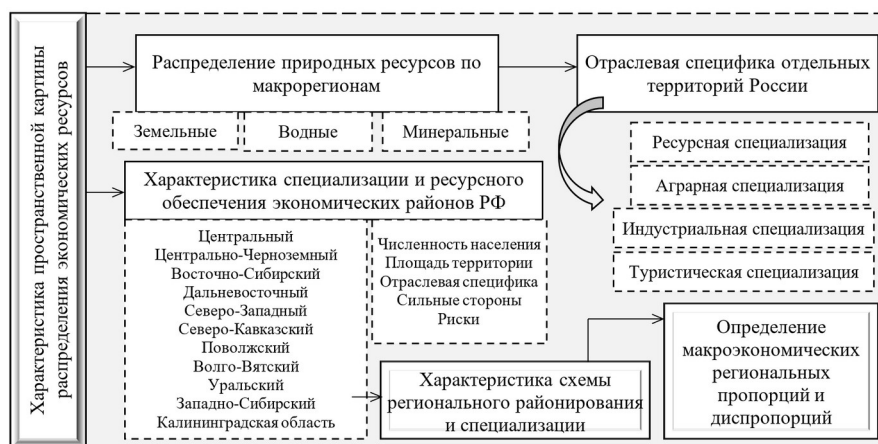 Характеристика пространственной картины
распределения экономических ресурсов
Распределение природных ресурсов по
макрорегионам
Земельные
Водные
Минеральные
Отраслевая специфика отдельных
территорий России
Ресурсная специализация
Аграрная специализация
Индустриальная специализация
Туристическая специализация
Характеристика специализации и ресурсного
обеспечения экономических районов РФ
Центральный
Центрально-Черноземный
Восточно-Сибирский
Дальневосточный
Северо-Западный
Северо-Кавказский
Поволжский
Волго-Вятский
Уральский
Западно-Сибирский
Калининградская область
Численность населения
Площадь территории
Отраслевая специфика
Сильные стороны
Риски
Характеристика схемы
регионального районирования
и специализации
Определение
макроэкономических
региональных
пропорций и
диспропорций